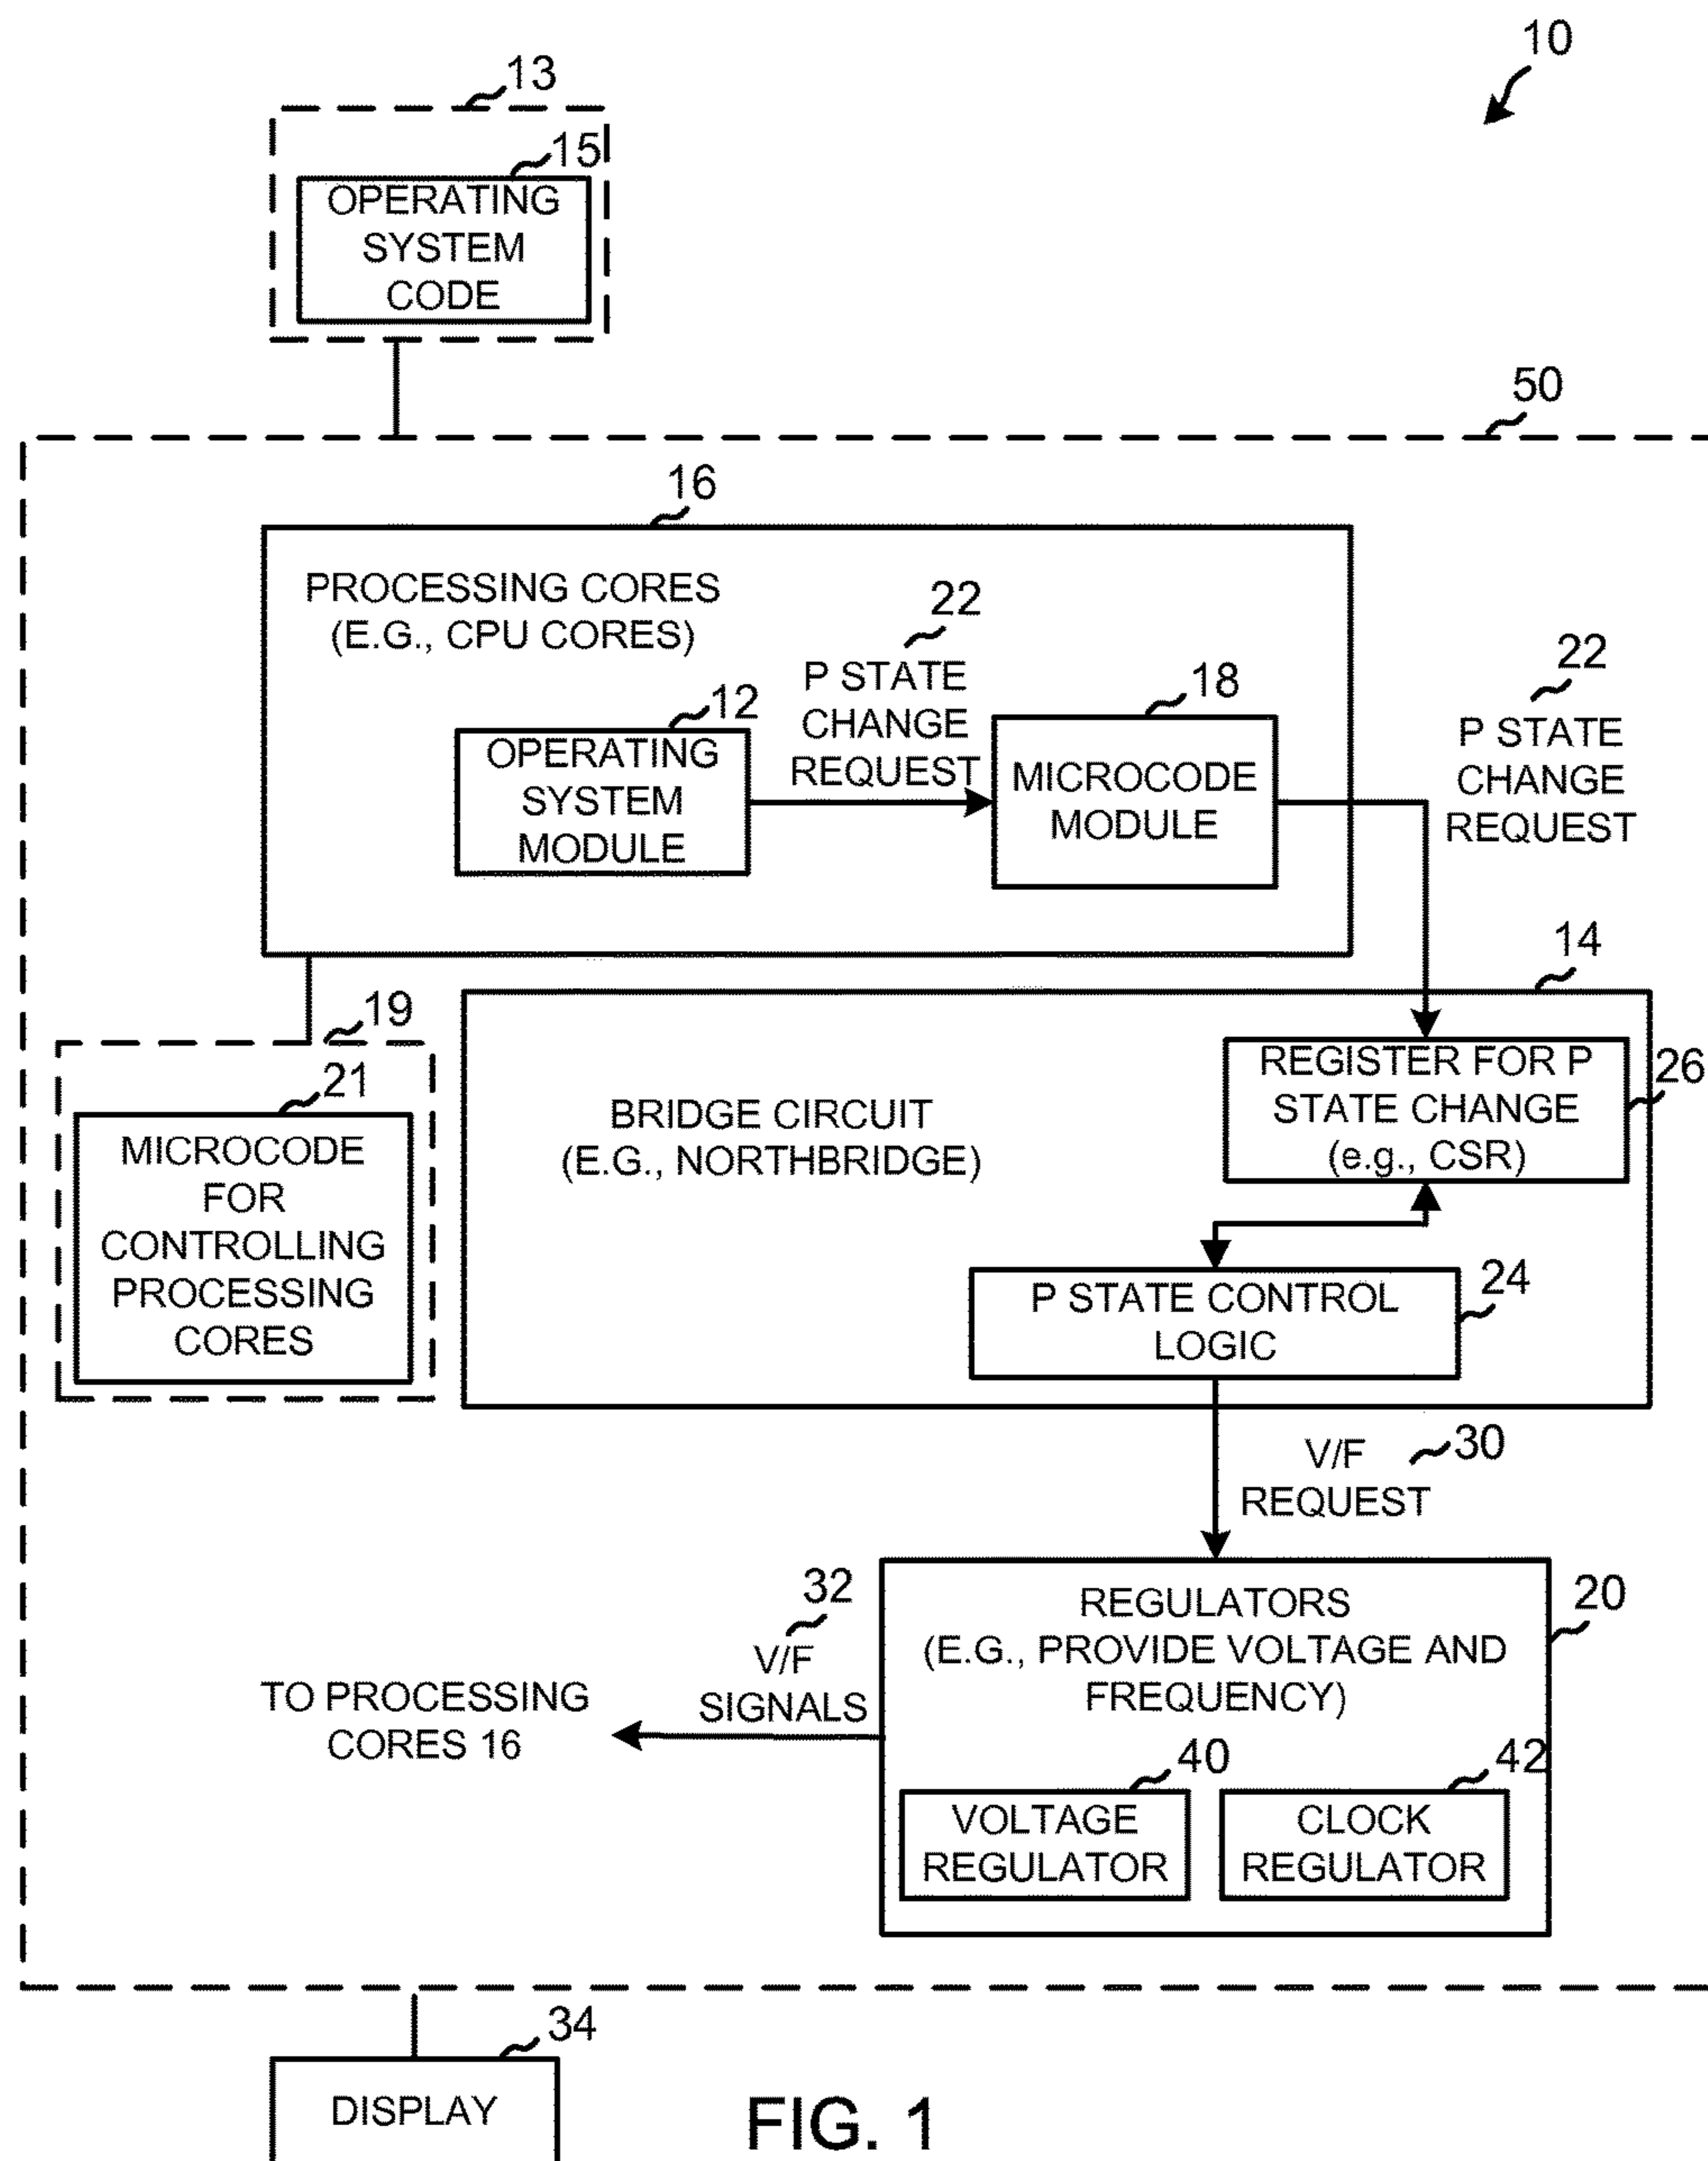 10
13
15
OPERATING
SYSTEM
CODE
50
16
PROCESSING CORES
(E.G., CPU CORES)
22
P STATE
CHANGE
REQUEST
12
OPERATING
SYSTEM
MODULE
18
MICROCODE
MODULE
22
P STATE
CHANGE
REQUEST
14
19
21
MICROCODE
FOR
CONTROLLING
PROCESSING
CORES
BRIDGE CIRCUIT
(E.G., NORTHBRIDGE)
REGISTER FOR P
STATE CHANGE
(e.g., CSR)
26
P STATE CONTROL
LOGIC
24
V/F
REQUEST
30
32
V/F
SIGNALS
TO PROCESSING
CORES 16
REGULATORS
(E.G., PROVIDE VOLTAGE AND
FREQUENCY)
20
40
VOLTAGE
REGULATOR
42
CLOCK
REGULATOR
34
DISPLAY
FIG. 1